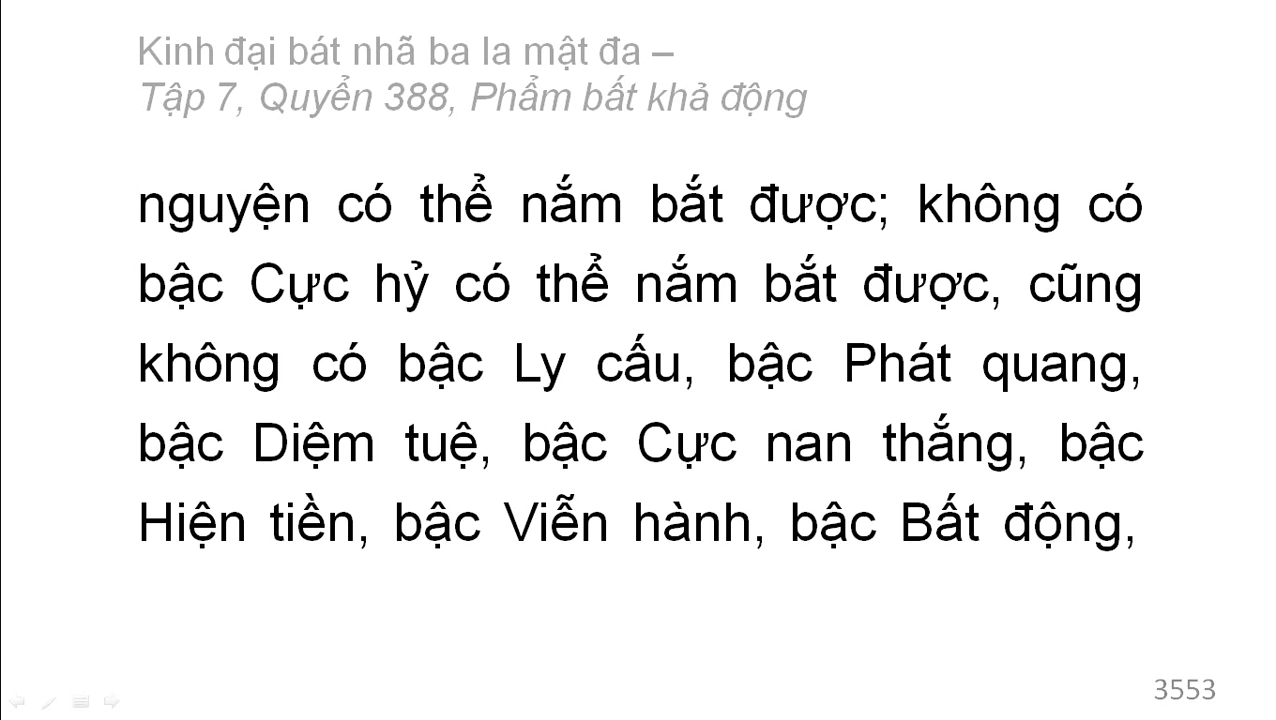 Kinh đại bát nhã ba la mật đa –
Tập 7, Quyển 388, Phẩm bất khả động
nguyện có thể nắm bắt được; không có
bậc Cực hỷ có thể nắm bắt được, cũng
không có bậc Ly cấu, bậc Phát quang,
bậc Diệm tuệ, bậc Cực nan thắng, bậc
Hiện tiền, bậc Viễn hành, bậc Bất động,
3553